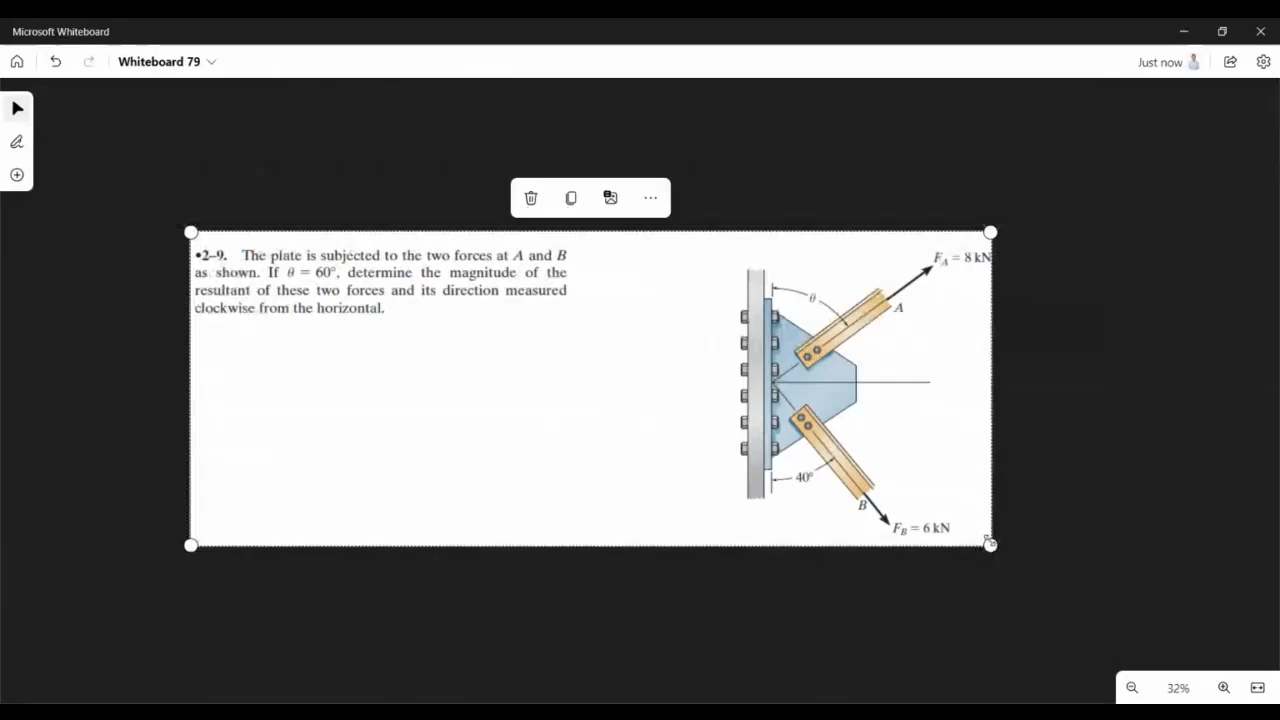 Microsoft Whiteboard
Whiteboard 79
Just now
•2–9. The plate is subjected to the two forces at A and B
as shown. If θ = 60°, determine the magnitude of the
resultant of these two forces and its direction measured
clockwise from the horizontal.
F_A = 8 kN
θ
A
40°
B
F_B = 6 kN
32%